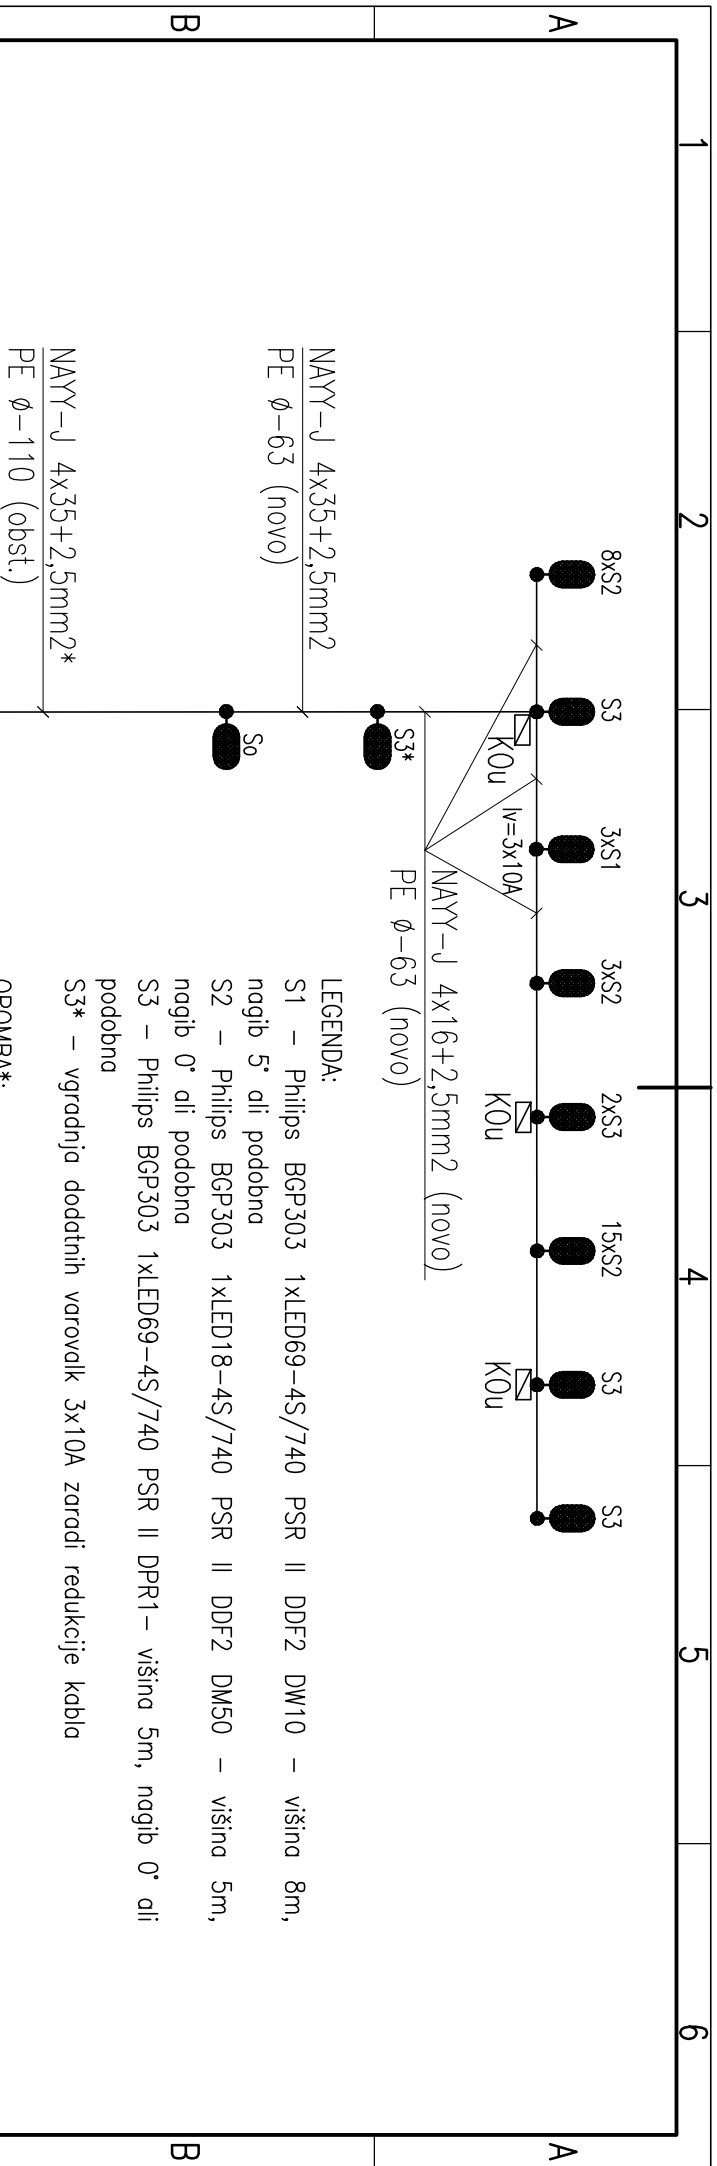 1
2
3
4
5
6
A
A
8xS2
S3
3xS1
3xS2
2xS3
15xS2
S3
S3
KOu
Iv=3x10A
KOu
KOu
NAYY-J 4x16+2,5mm2 (novo)
PE ø-63 (novo)
S3*
NAYY-J 4x35+2,5mm2
PE ø-63 (novo)
So
B
B
NAYY-J 4x35+2,5mm2*
PE ø-110 (obst.)
LEGENDA:
S1 - Philips BGP303 1xLED69-4S/740 PSR II DDF2 DW10 - višina 8m,
nagib 5° ali podobna
S2 - Philips BGP303 1xLED18-4S/740 PSR II DDF2 DM50 - višina 5m,
nagib 0° ali podobna
S3 - Philips BGP303 1xLED69-4S/740 PSR II DPR1- višina 5m, nagib 0° ali
podobna
S3* - vgradnja dodatnih varovalk 3x10A zaradi redukcije kabla
OPOMBA*: